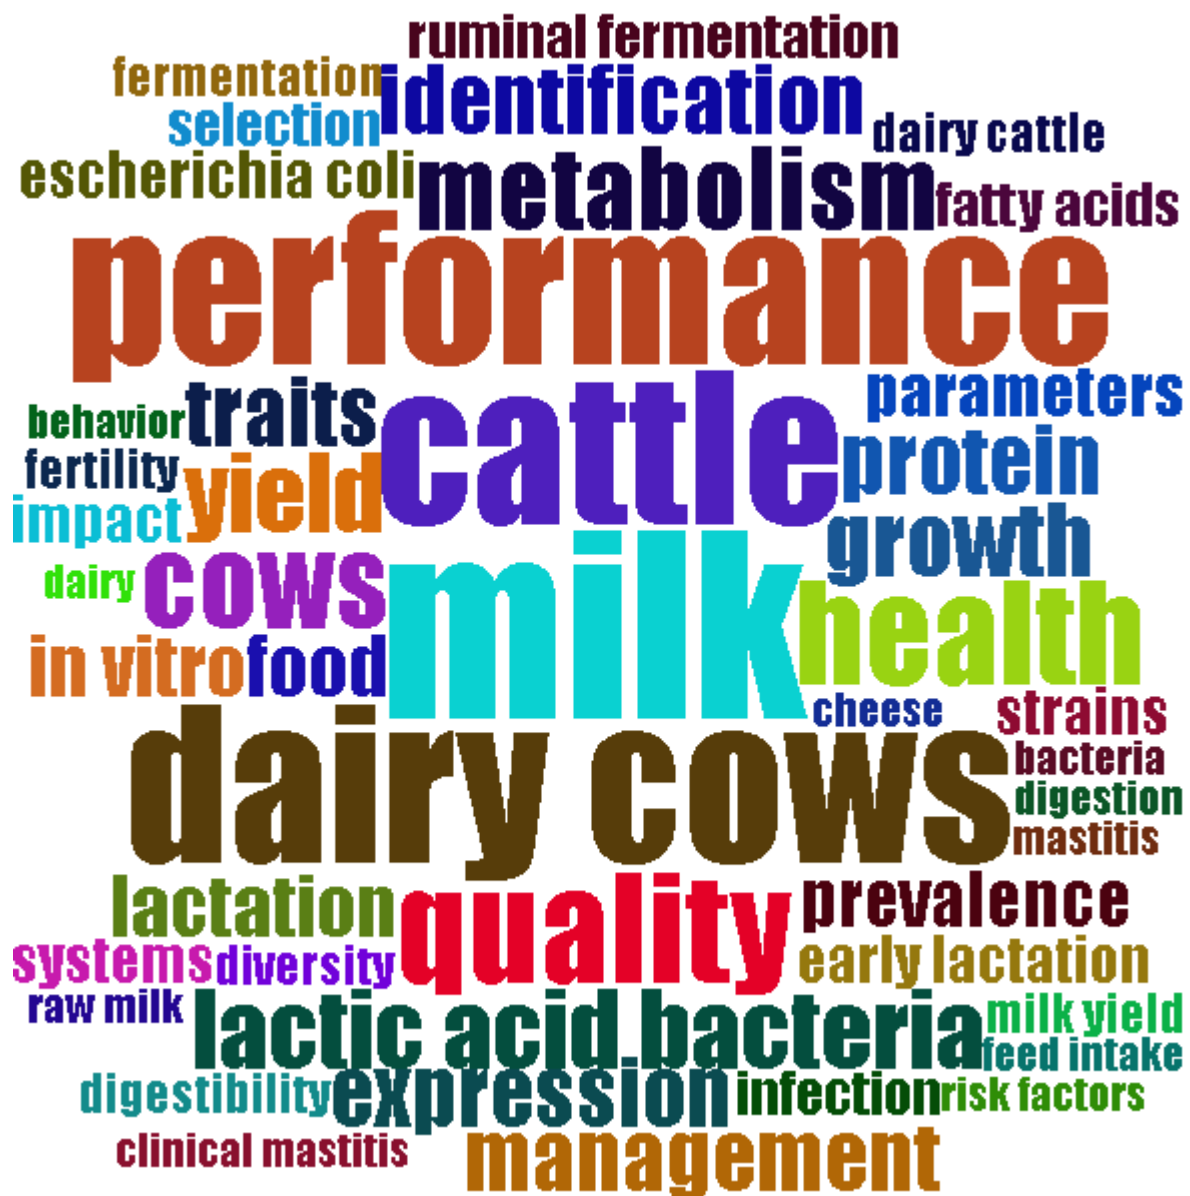 ruminal fermentation
fermentation
identification
selection
dairy cattle
escherichia coli
metabolism
fatty acids
performance
cattle
parameters
behavior
traits
protein
fertility
yield
impact
growth
milk
dairy
cows
health
in vitro
food
cheese
strains
dairy cows
bacteria
digestion
mastitis
lactation
quality
prevalence
systems
diversity
early lactation
raw milk
lactic acid bacteria
milk yield
feed intake
digestibility
expression
infection
risk factors
clinical mastitis
management